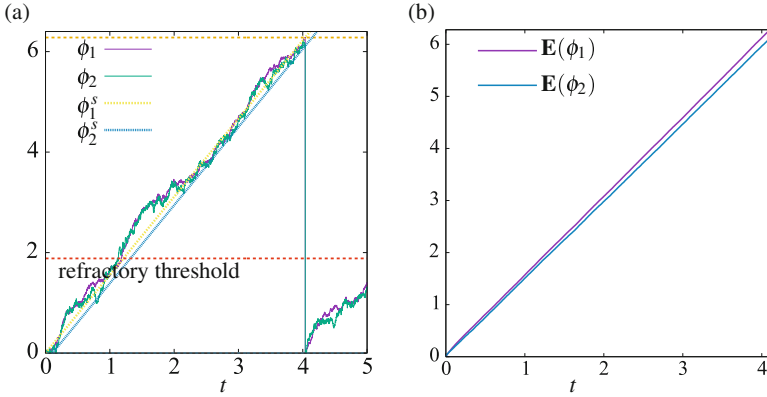 (a)
6
4
2
0
ϕ₁
ϕ₂
ϕ₁ˢ
ϕ₂ˢ
refractory threshold
0 1 2 3 4 5
t
(b)
6
5
4
3
2
1
0
E(ϕ₁)
E(ϕ₂)
0 1 2 3 4
t